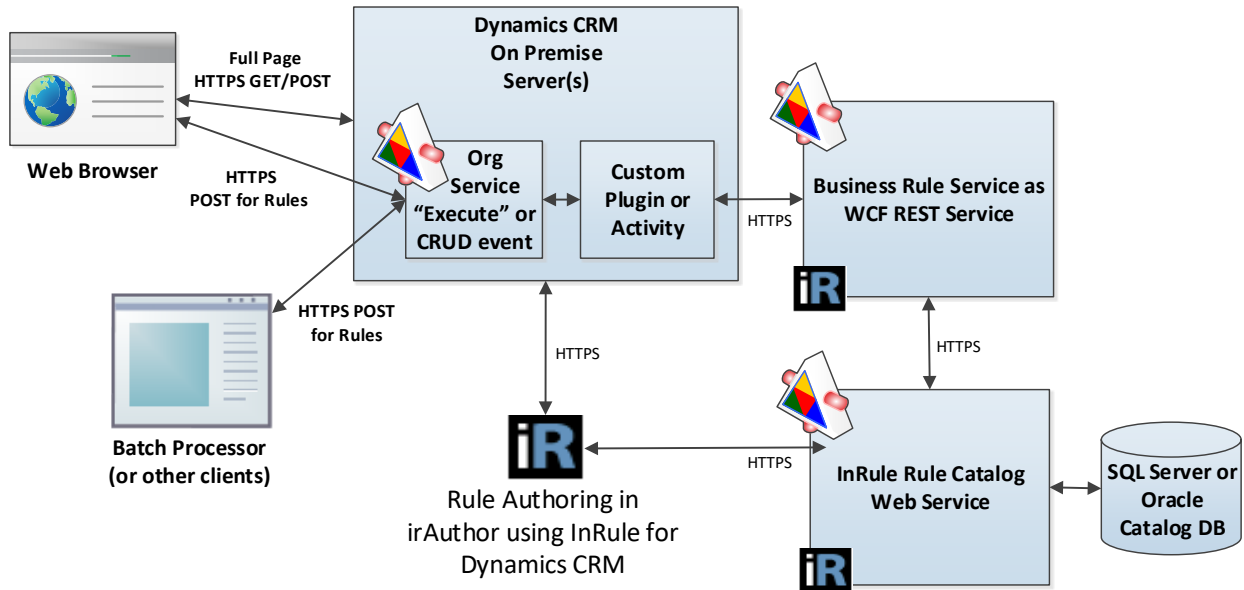 Dynamics CRM
On Premise
Server(s)
Full Page
HTTPS GET/POST
Web Browser
HTTPS
POST for Rules
Org
Service
“Execute” or
CRUD event
Custom
Plugin or
Activity
HTTPS
Business Rule Service as
WCF REST Service
iR
HTTPS POST
for Rules
HTTPS
HTTPS
Batch Processor
(or other clients)
iR
HTTPS
Rule Authoring in
irAuthor using InRule for
Dynamics CRM
InRule Rule Catalog
Web Service
iR
SQL Server or
Oracle
Catalog DB